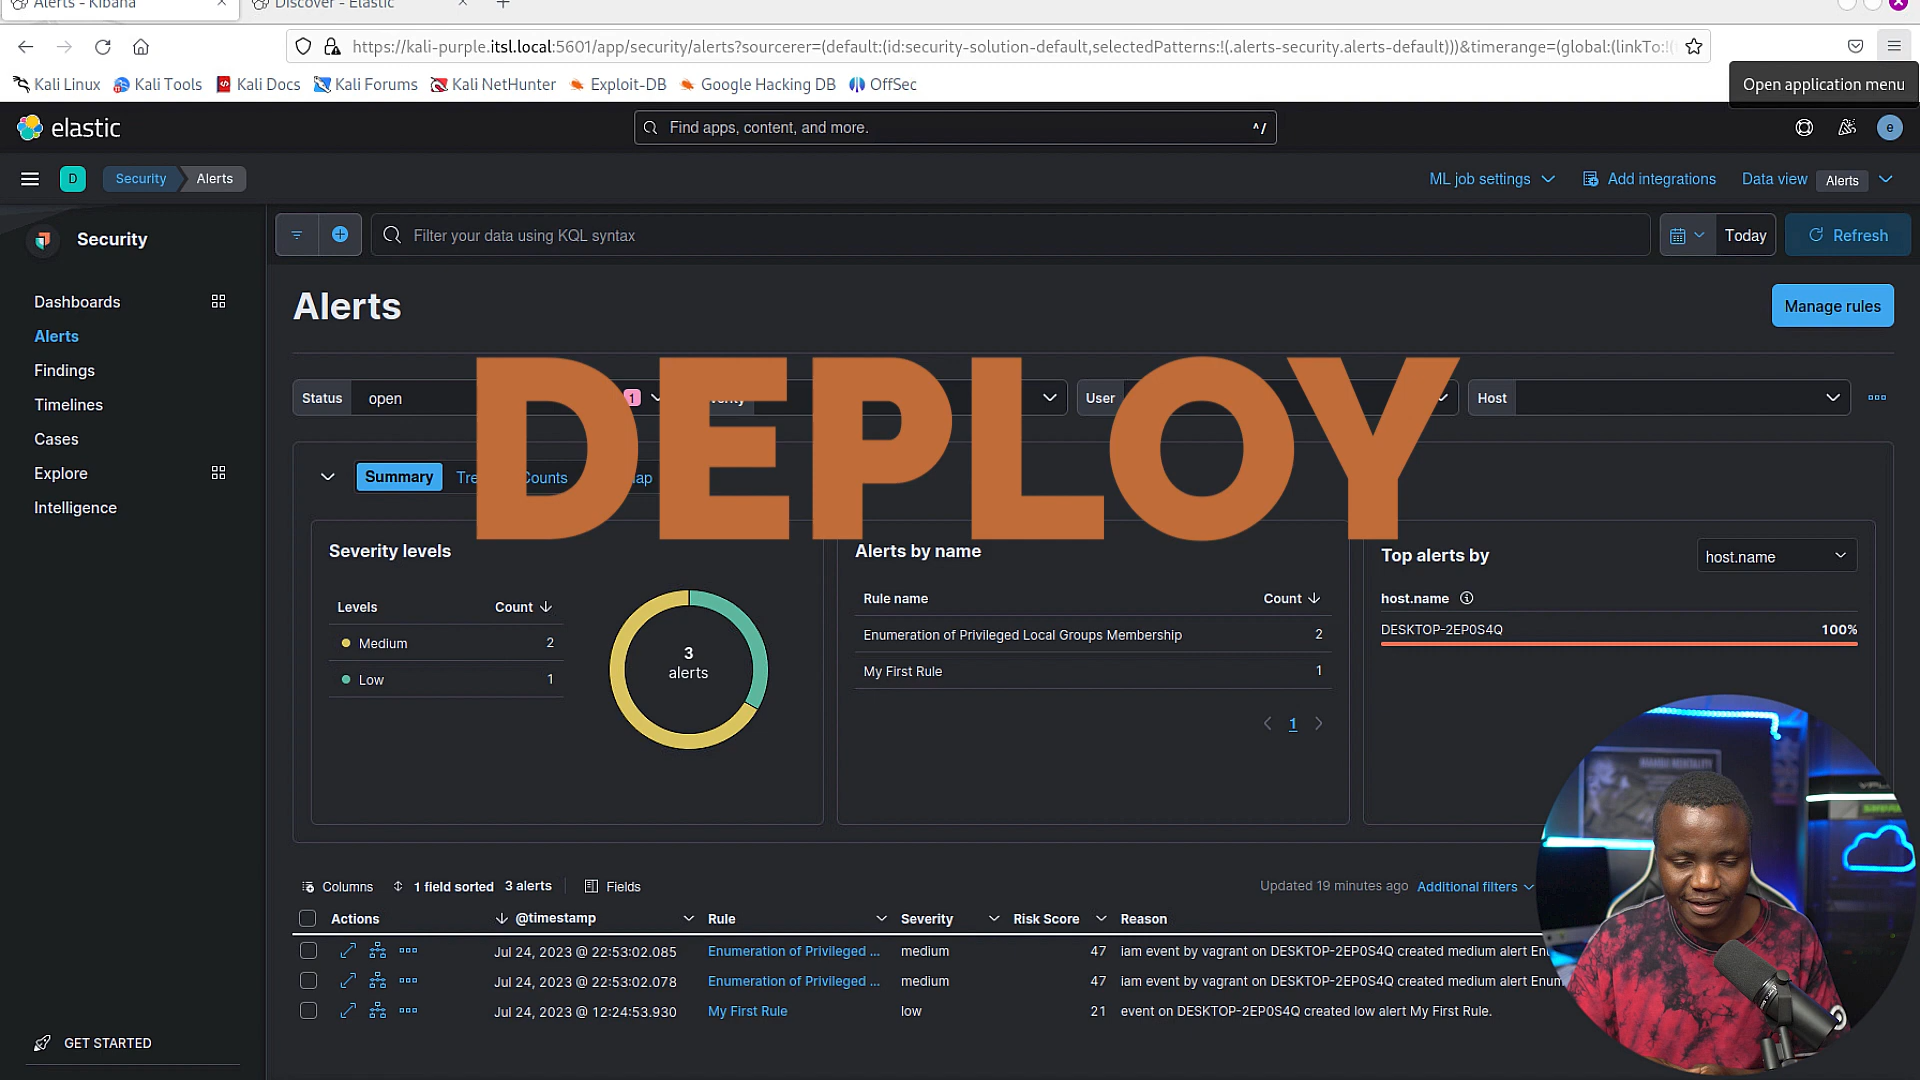 Alerts - Kibana
Discover - Elastic
https://kali-purple.itsl.local:5601/app/security/alerts?sourcerer=(default:(id:security-solution-default,selectedPatterns:!(.alerts-security.alerts-default)))&timerange=(global:(linkTo:!(
Kali Linux
Kali Tools
Kali Docs
Kali Forums
Kali NetHunter
Exploit-DB
Google Hacking DB
OffSec
Open application menu
elastic
Find apps, content, and more.
^/
e
D
Security
Alerts
ML job settings
Add integrations
Data view
Alerts
Security
Filter your data using KQL syntax
Today
Refresh
Dashboards
Alerts
Findings
Timelines
Cases
Explore
Intelligence
GET STARTED
Alerts
Manage rules
DEPLOY
Status
open
1
User
Host
Summary
Counts
Severity levels
Levels
Count
Medium
2
Low
1
3
alerts
Alerts by name
Rule name
Count
Enumeration of Privileged Local Groups Membership
2
My First Rule
1
1
Top alerts by
host.name
host.name
DESKTOP-2EP0S4Q
100%
Columns
1 field sorted
3 alerts
Fields
Updated 19 minutes ago
Additional filters
Actions
@timestamp
Rule
Severity
Risk Score
Reason
Jul 24, 2023 @ 22:53:02.085
Enumeration of Privileged ...
medium
47
iam event by vagrant on DESKTOP-2EP0S4Q created medium alert
Jul 24, 2023 @ 22:53:02.078
Enumeration of Privileged ...
medium
47
iam event by vagrant on DESKTOP-2EP0S4Q created medium alert
Jul 24, 2023 @ 12:24:53.930
My First Rule
low
21
event on DESKTOP-2EP0S4Q created low alert My First Rule.